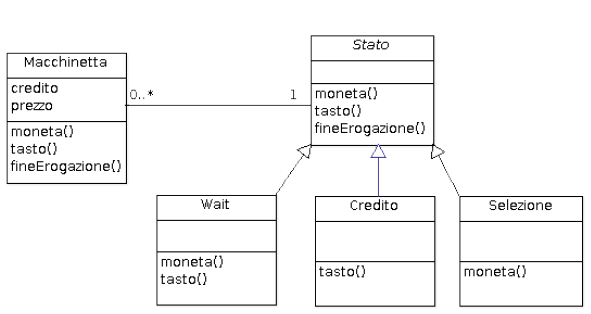 Macchinetta
credito
prezzo
moneta()
tasto()
fineErogazione()
0..*
1
Stato
moneta()
tasto()
fineErogazione()
Wait
moneta()
tasto()
Credito
tasto()
Selezione
moneta()